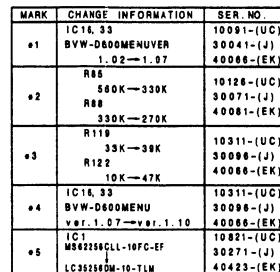 MARK CHANGE INFORMATION SER. NO.
IC16, 33 10091-(UC)
*1 BVW-D600MENUVER 30041-(J)
1.02→1.07 40066-(EK)
R85 10126-(UC)
560K→330K
*2 30071-(J)
R88
330K→270K 40081-(EK)
R119 10311-(UC)
33K→39K
*3 30096-(J)
R122
10K→47K 40066-(EK)
IC16, 33 10311-(UC)
*4 BVW-D600MENU 30096-(J)
ver.1.07→ver.1.10 40066-(EK)
IC1 10821-(UC)
MS62256CLL-10FC-EF
*5 ↓ 30271-(J)
LC35256DM-10-TLM 40423-(EK)